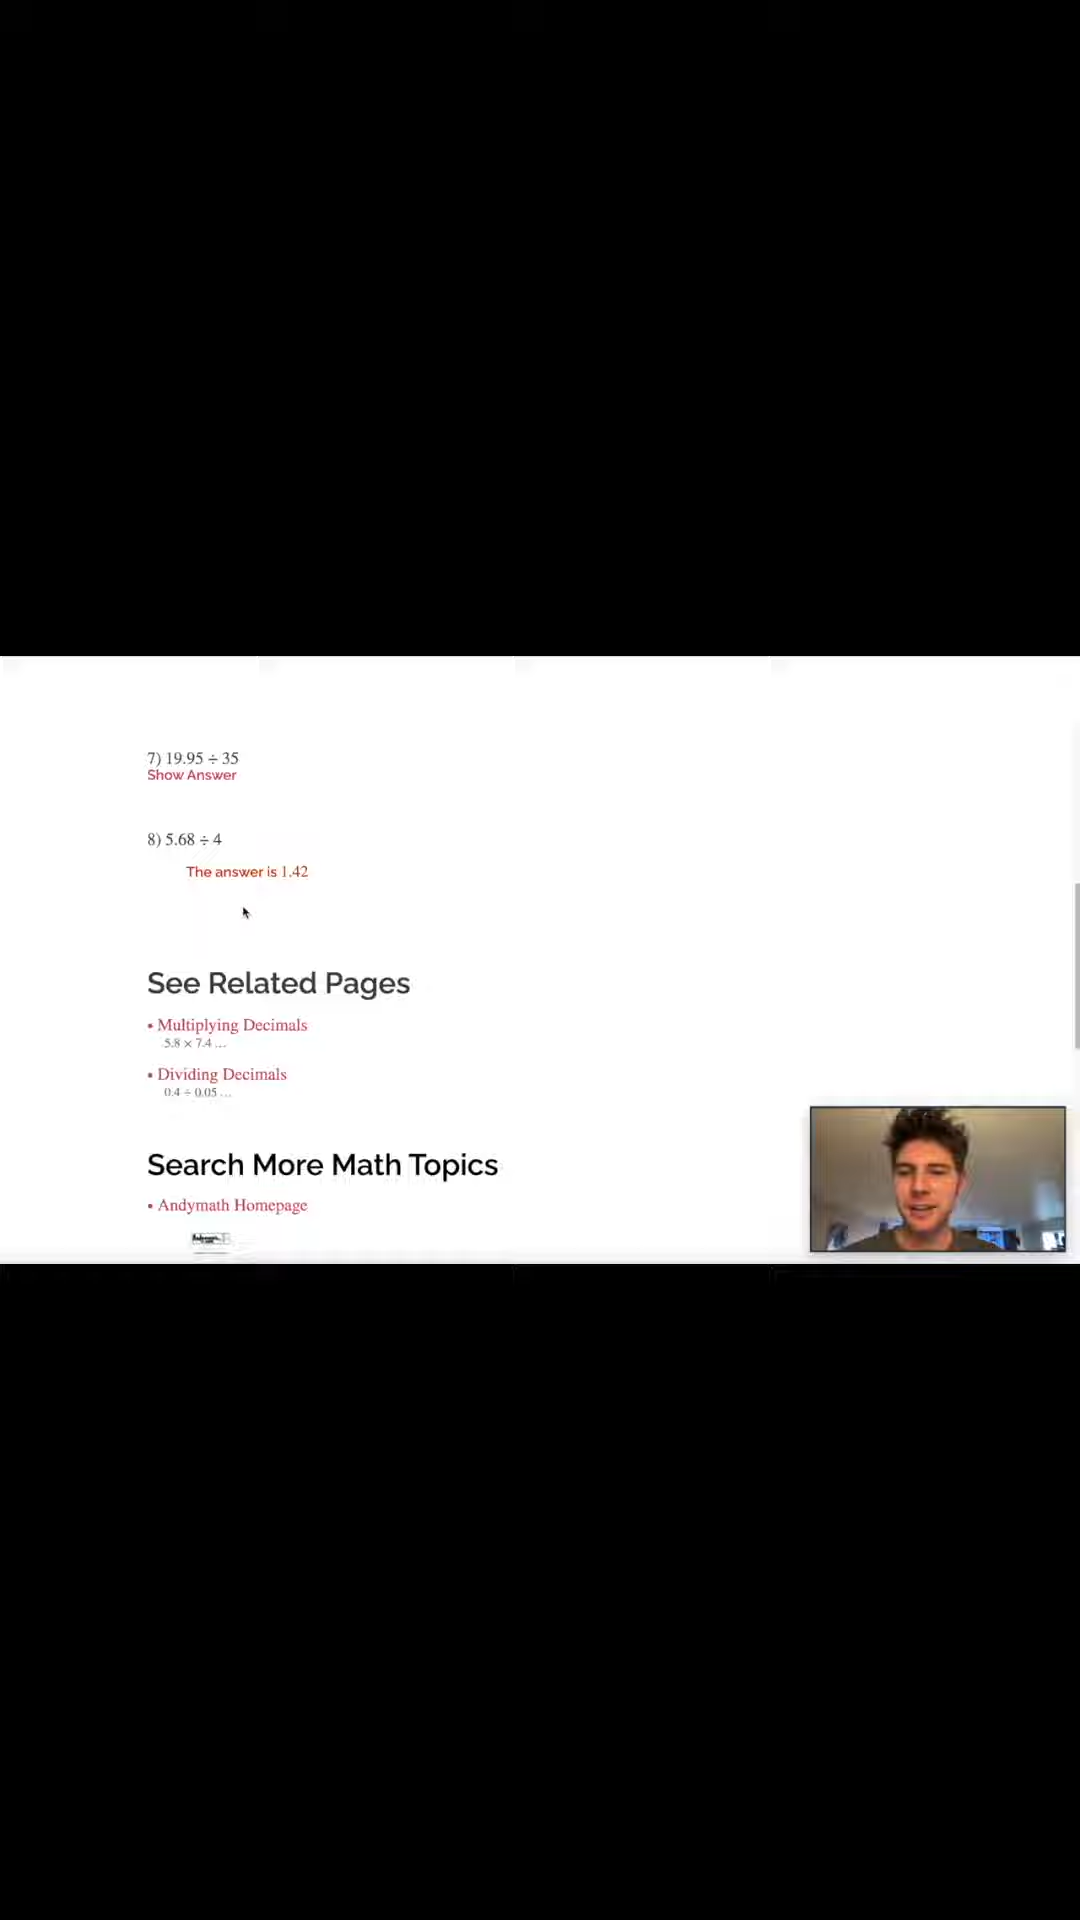 7) 19.95 ÷ 35
Show Answer
8) 5.68 ÷ 4
The answer is 1.42
See Related Pages
• Multiplying Decimals
5.8 × 7.4 …
• Dividing Decimals
0.4 ÷ 0.05 …
Search More Math Topics
• Andymath Homepage